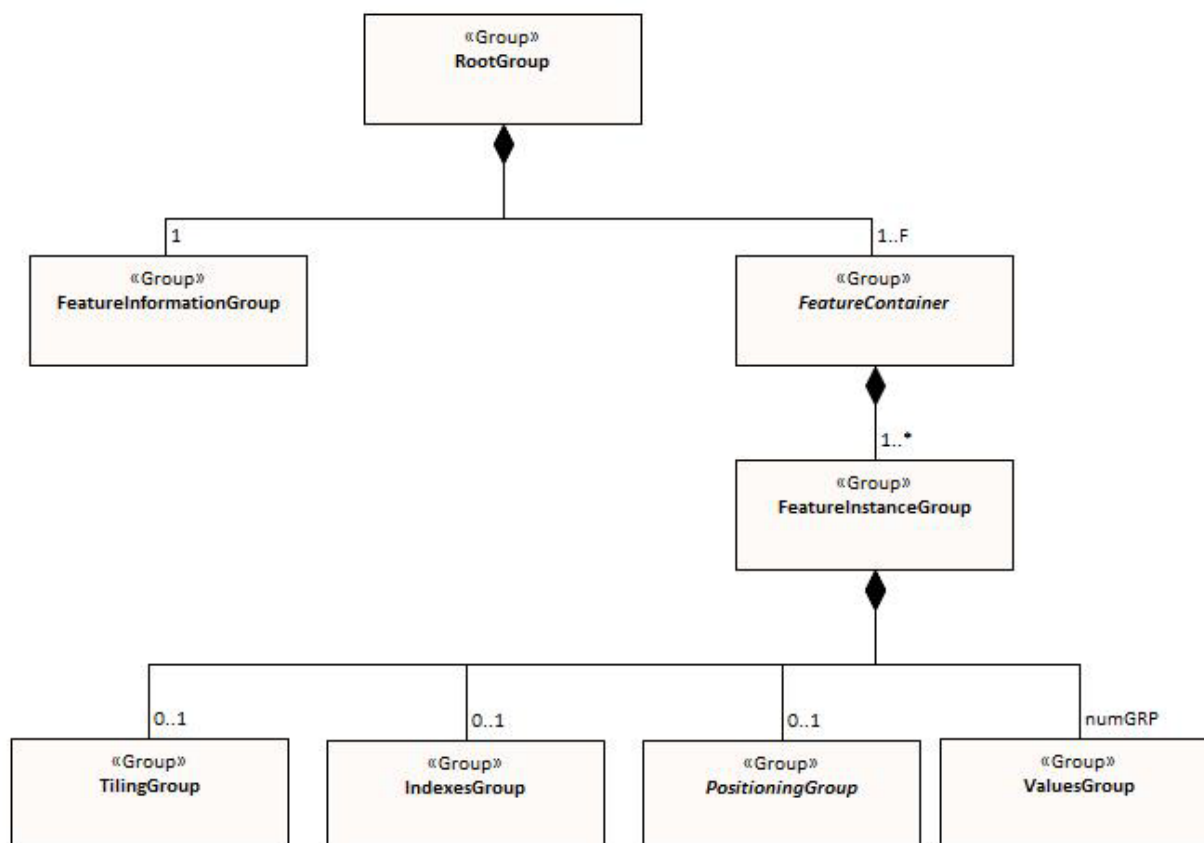 «Group»
RootGroup
1
1..F
«Group»
FeatureInformationGroup
«Group»
FeatureContainer
1..*
«Group»
FeatureInstanceGroup
0..1
0..1
0..1
numGRP
«Group»
TilingGroup
«Group»
IndexesGroup
«Group»
PositioningGroup
«Group»
ValuesGroup